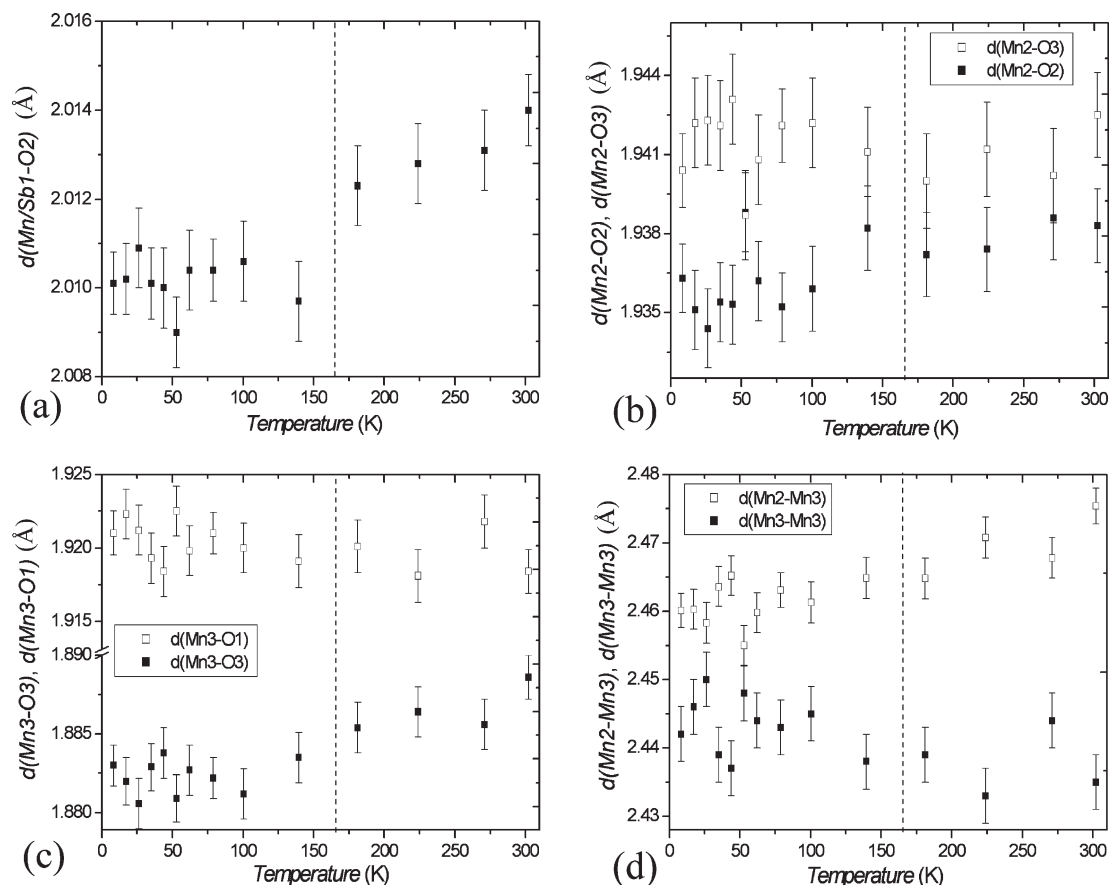 2.016
2.014
2.012
2.010
2.008
d(Mn/Sb1-O2) (Å)
0 50 100 150 200 250 300
Temperature (K)
(a)
1.944
1.941
1.938
1.935
d(Mn2-O2), d(Mn2-O3) (Å)
d(Mn2-O3)
d(Mn2-O2)
0 50 100 150 200 250 300
Temperature (K)
(b)
1.925
1.920
1.915
1.890
1.885
1.880
d(Mn3-O3), d(Mn3-O1) (Å)
d(Mn3-O1)
d(Mn3-O3)
0 50 100 150 200 250 300
Temperature (K)
(c)
2.48
2.47
2.46
2.45
2.44
2.43
d(Mn2-Mn3), d(Mn3-Mn3) (Å)
d(Mn2-Mn3)
d(Mn3-Mn3)
0 50 100 150 200 250 300
Temperature (K)
(d)